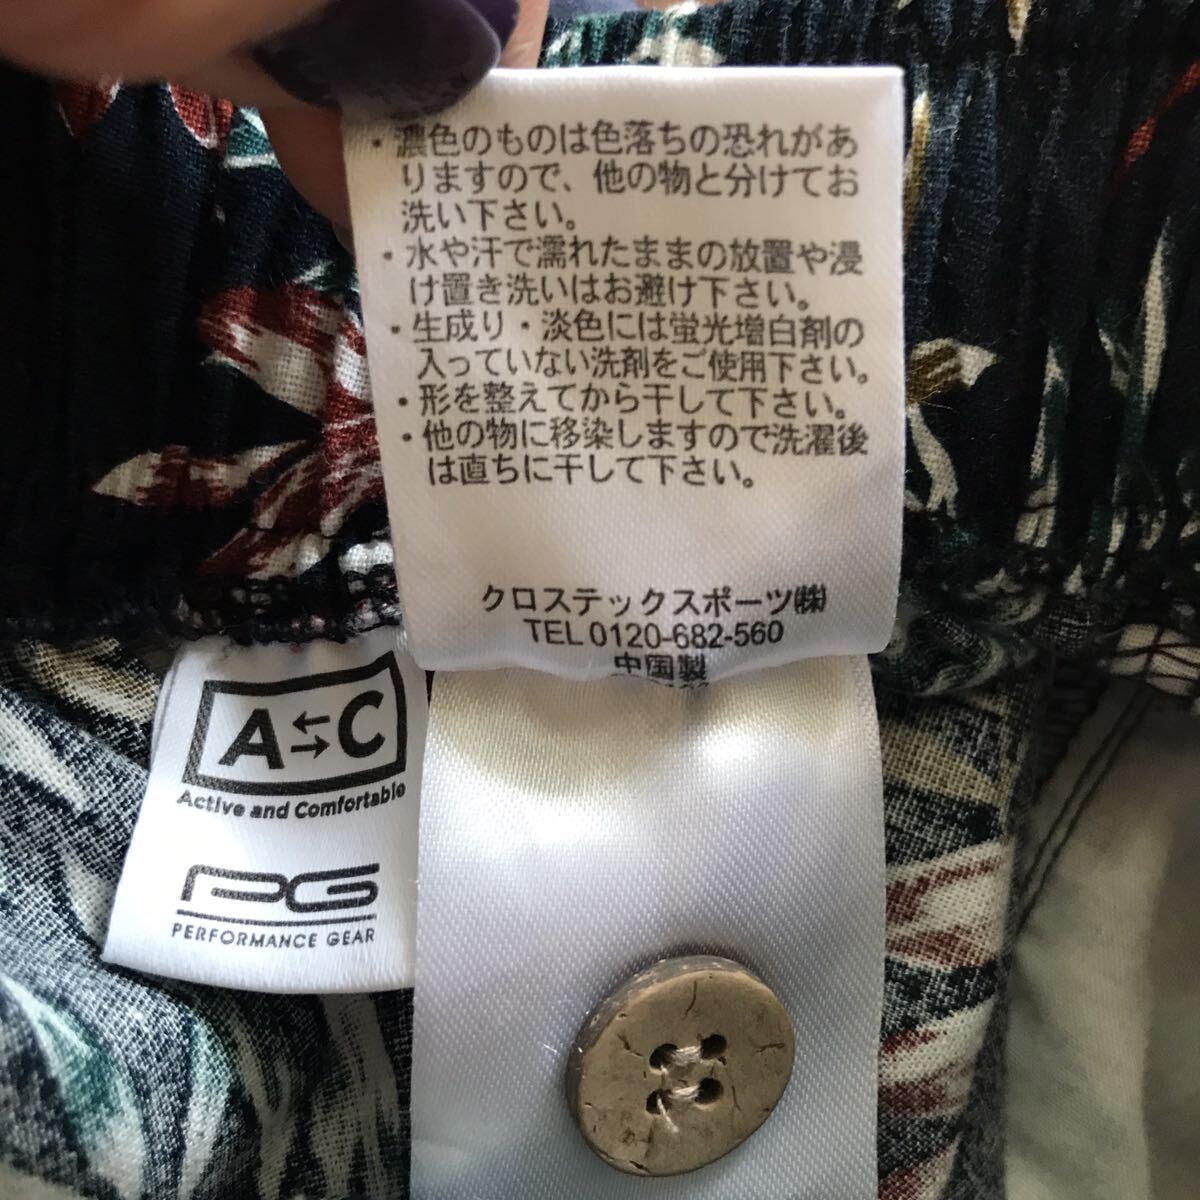 ・濃色のものは色落ちの恐れがあ
りますので、他の物と分けてお
洗い下さい。
・水や汗で濡れたままの放置や浸
け置き洗いはお避け下さい。
・生成り・淡色には蛍光増白剤の
入っていない洗剤をご使用下さい。
・形を整えてから干して下さい。
・他の物に移染しますので洗濯後
は直ちに干して下さい。
クロステックスポーツ㈱
TEL 0120-682-560
中国製
A⇆C
Active and Comfortable
PG
PERFORMANCE GEAR